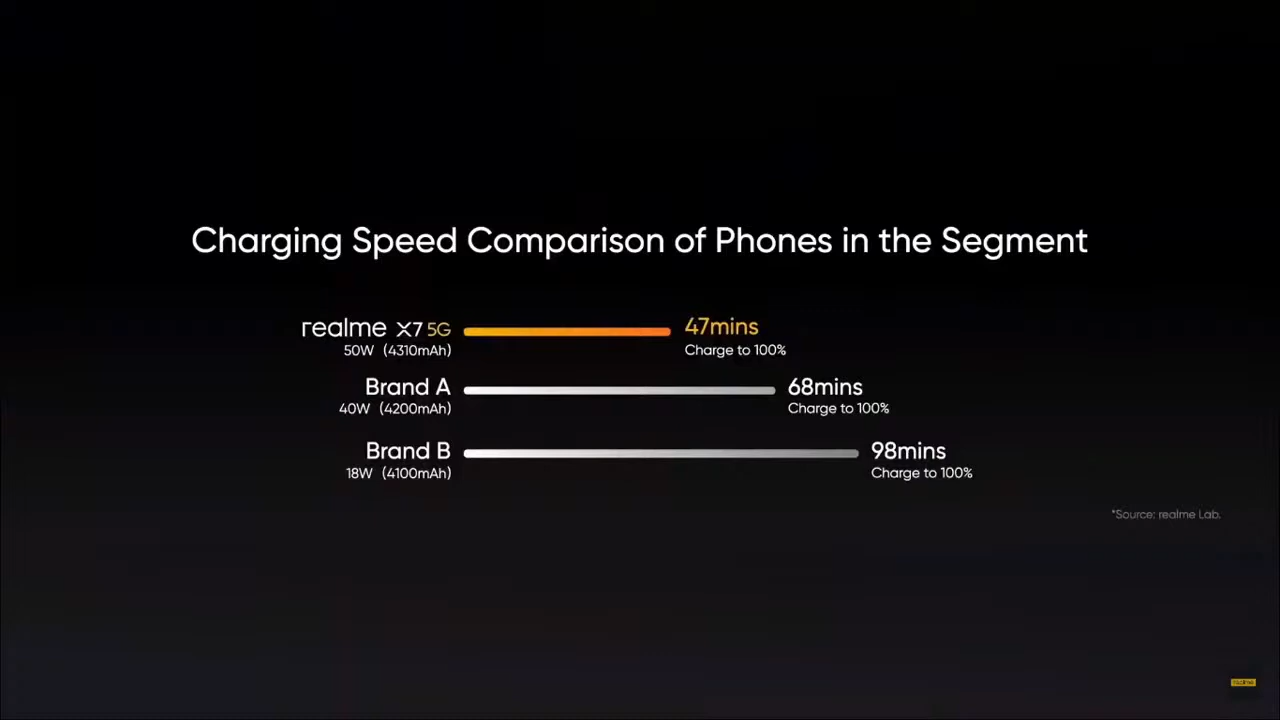 Charging Speed Comparison of Phones in the Segment
realme X7 5G 47mins
50W (4310mAh) Charge to 100%
Brand A 68mins
40W (4200mAh) Charge to 100%
Brand B 98mins
18W (4100mAh) Charge to 100%
*Source: realme Lab.
realme